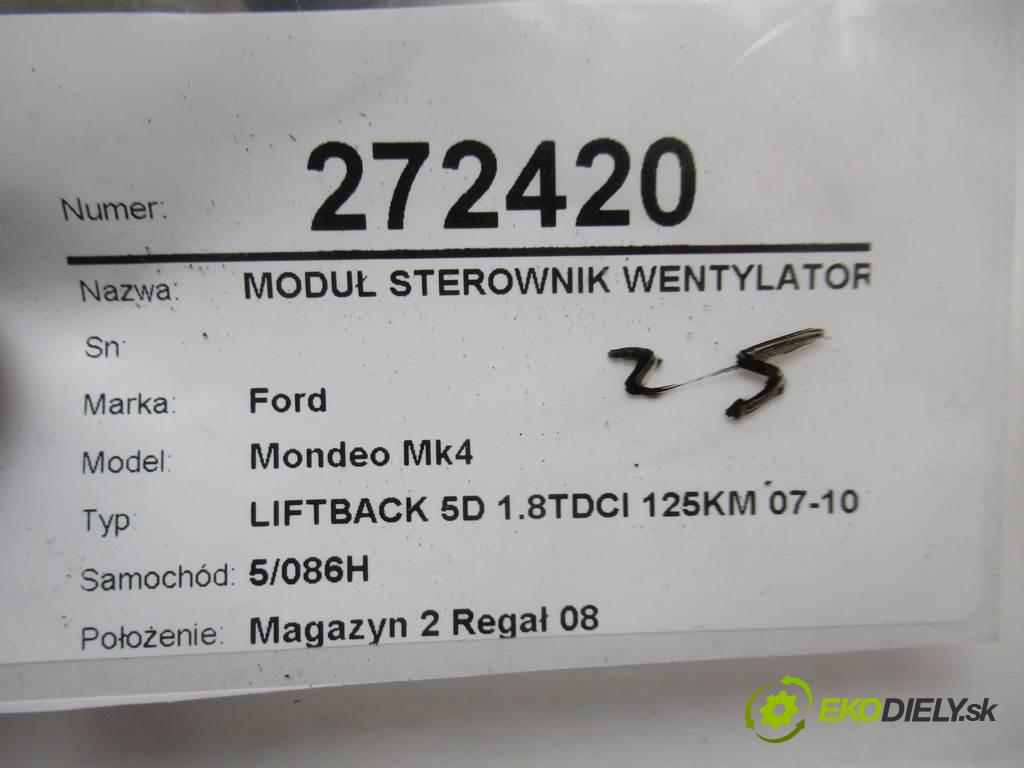 Numer: 272420
Nazwa: MODUŁ STEROWNIK WENTYLATOR
Sn:
25
Marka: Ford
Model: Mondeo Mk4
Typ: LIFTBACK 5D 1.8TDCI 125KM 07-10
Samochód: 5/086H
Położenie: Magazyn 2 Regał 08
EKODIELY.sk